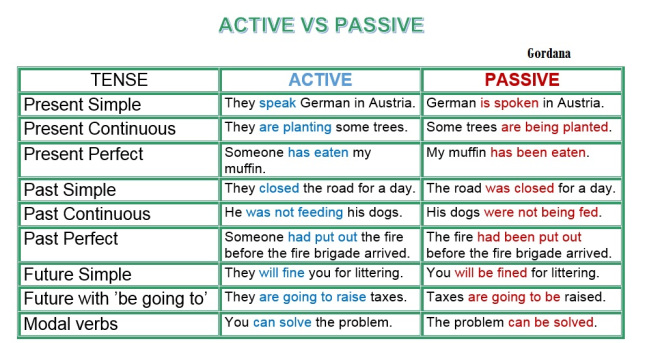 ACTIVE VS PASSIVE
Gordana
TENSE ACTIVE PASSIVE
Present Simple They speak German in Austria. German is spoken in Austria.
Present Continuous They are planting some trees. Some trees are being planted.
Present Perfect Someone has eaten my My muffin has been eaten.
muffin.
Past Simple They closed the road for a day. The road was closed for a day.
Past Continuous He was not feeding his dogs. His dogs were not being fed.
Past Perfect Someone had put out the fire The fire had been put out
before the fire brigade arrived. before the fire brigade arrived.
Future Simple They will fine you for littering. You will be fined for littering.
Future with ’be going to’ They are going to raise taxes. Taxes are going to be raised.
Modal verbs You can solve the problem. The problem can be solved.